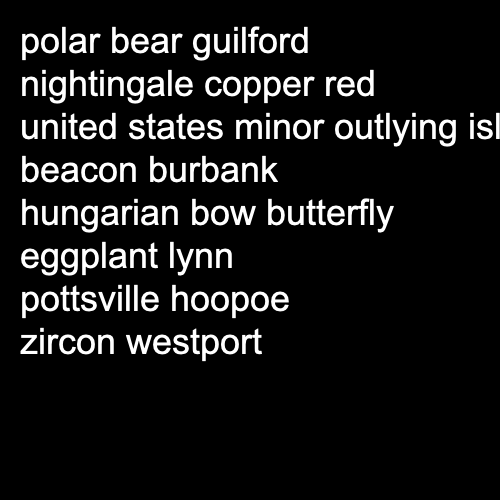 polar bear guilford
nightingale copper red
united states minor outlying isl
beacon burbank
hungarian bow butterfly
eggplant lynn
pottsville hoopoe
zircon westport